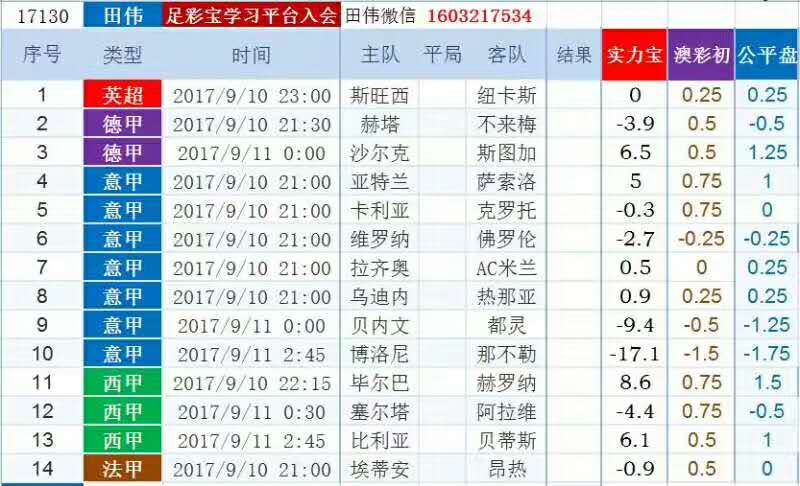 17130 田伟 足彩宝学习平台入会 田伟微信 1603217534
序号 类型 时间 主队 平局 客队 结果 实力宝 澳彩初 公平盘
1 英超 2017/9/10 23:00 斯旺西 纽卡斯 0 0.25 0.25
2 德甲 2017/9/10 21:30 赫塔 不来梅 -3.9 0.5 -0.5
3 德甲 2017/9/11 0:00 沙尔克 斯图加 6.5 0.5 1.25
4 意甲 2017/9/10 21:00 亚特兰 萨索洛 5 0.75 1
5 意甲 2017/9/10 21:00 卡利亚 克罗托 -0.3 0.75 0
6 意甲 2017/9/10 21:00 维罗纳 佛罗伦 -2.7 -0.25 -0.25
7 意甲 2017/9/10 21:00 拉齐奥 AC米兰 0.5 0 0.25
8 意甲 2017/9/10 21:00 乌迪内 热那亚 0.9 0.25 0.25
9 意甲 2017/9/11 0:00 贝内文 都灵 -9.4 -0.5 -1.25
10 意甲 2017/9/11 2:45 博洛尼 那不勒 -17.1 -1.5 -1.75
11 西甲 2017/9/10 22:15 毕尔巴 赫罗纳 8.6 0.75 1.5
12 西甲 2017/9/11 0:30 塞尔塔 阿拉维 -4.4 0.75 -0.5
13 西甲 2017/9/11 2:45 比利亚 贝蒂斯 6.1 0.5 1
14 法甲 2017/9/10 21:00 埃蒂安 昂热 -0.9 0.5 0